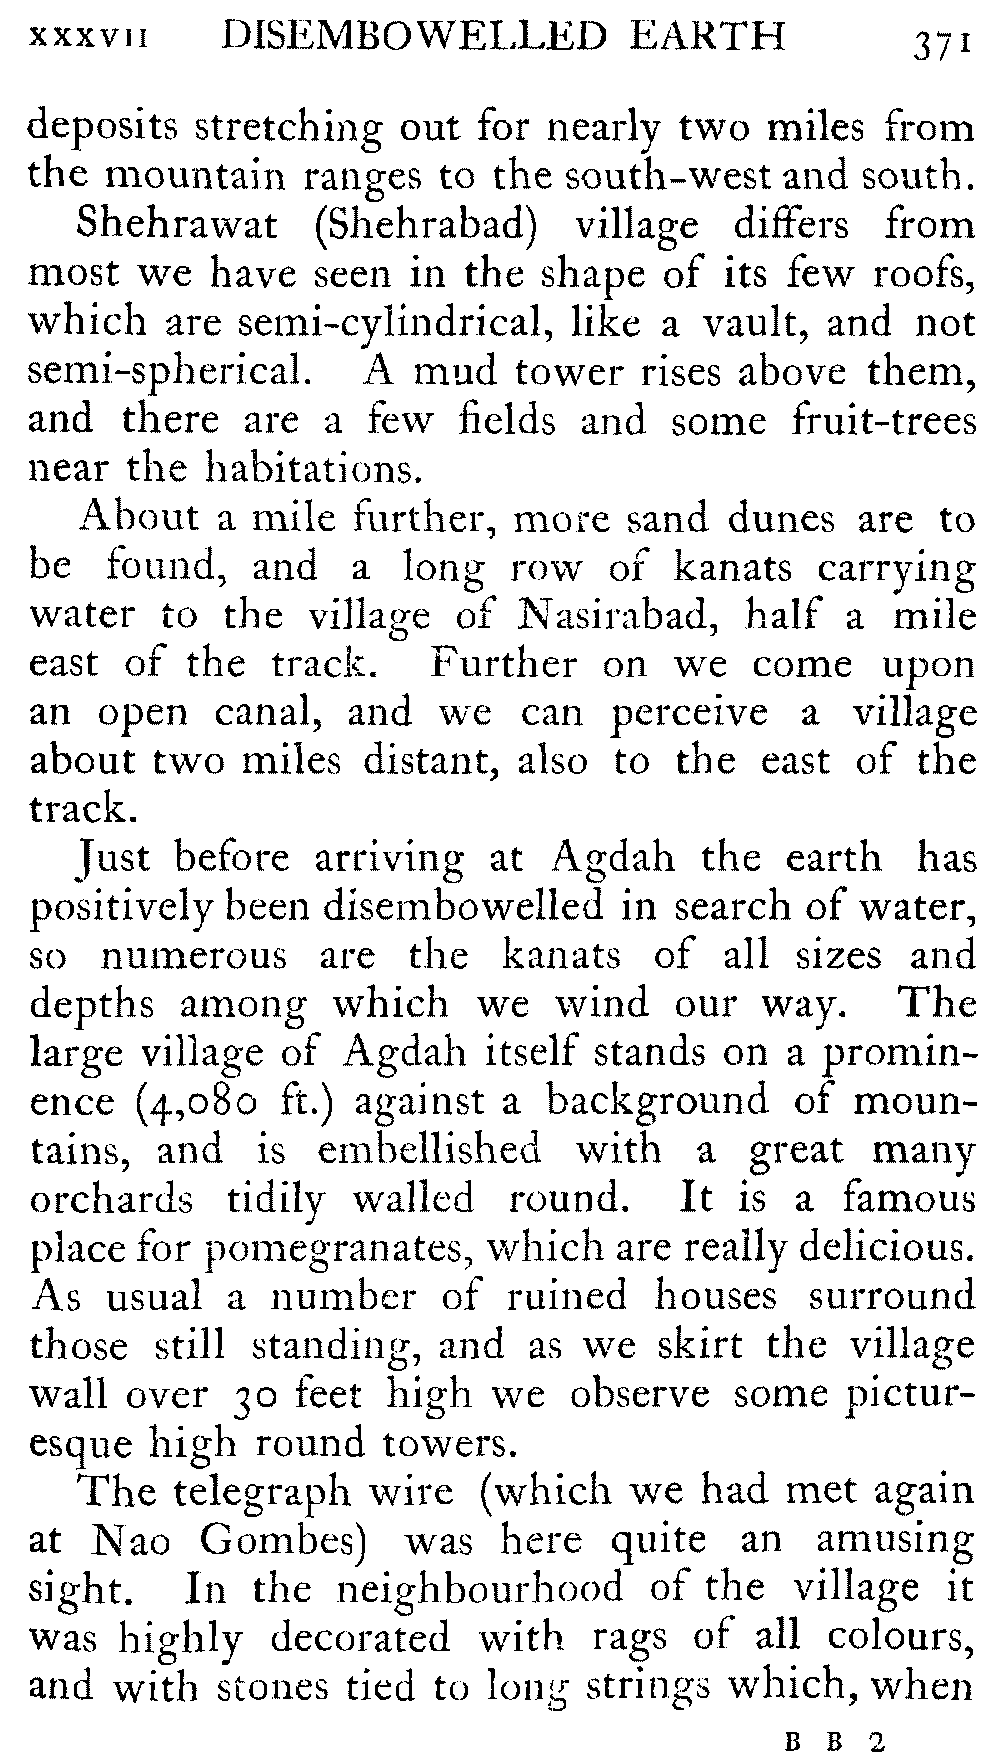 xxxvii DISEMBOWELLED EARTH 371
deposits stretching out for nearly two miles from
the mountain ranges to the south-west and south.
Shehrawat (Shehrabad) village differs from
most we have seen in the shape of its few roofs,
which are semi-cylindrical, like a vault, and not
semi-spherical. A mud tower rises above them,
and there are a few fields and some fruit-trees
near the habitations.
About a mile further, more sand dunes are to
be found, and a long row of kanats carrying
water to the village of Nasirabad, half a mile
east of the track. Further on we come upon
an open canal, and we can perceive a village
about two miles distant, also to the east of the
track.
Just before arriving at Agdah the earth has
positively been disembowelled in search of water,
so numerous are the kanats of all sizes and
depths among which we wind our way. The
large village of Agdah itself stands on a promin-
ence (4,080 ft.) against a background of moun-
tains, and is embellished with a great many
orchards tidily walled round. It is a famous
place for pomegranates, which are really delicious.
As usual a number of ruined houses surround
those still standing, and as we skirt the village
wall over 30 feet high we observe some pictur-
esque high round towers.
The telegraph wire (which we had met again
at Nao Gombes) was here quite an amusing
sight. In the neighbourhood of the village it
was highly decorated with rags of all colours,
and with stones tied to long strings which, when
B B 2